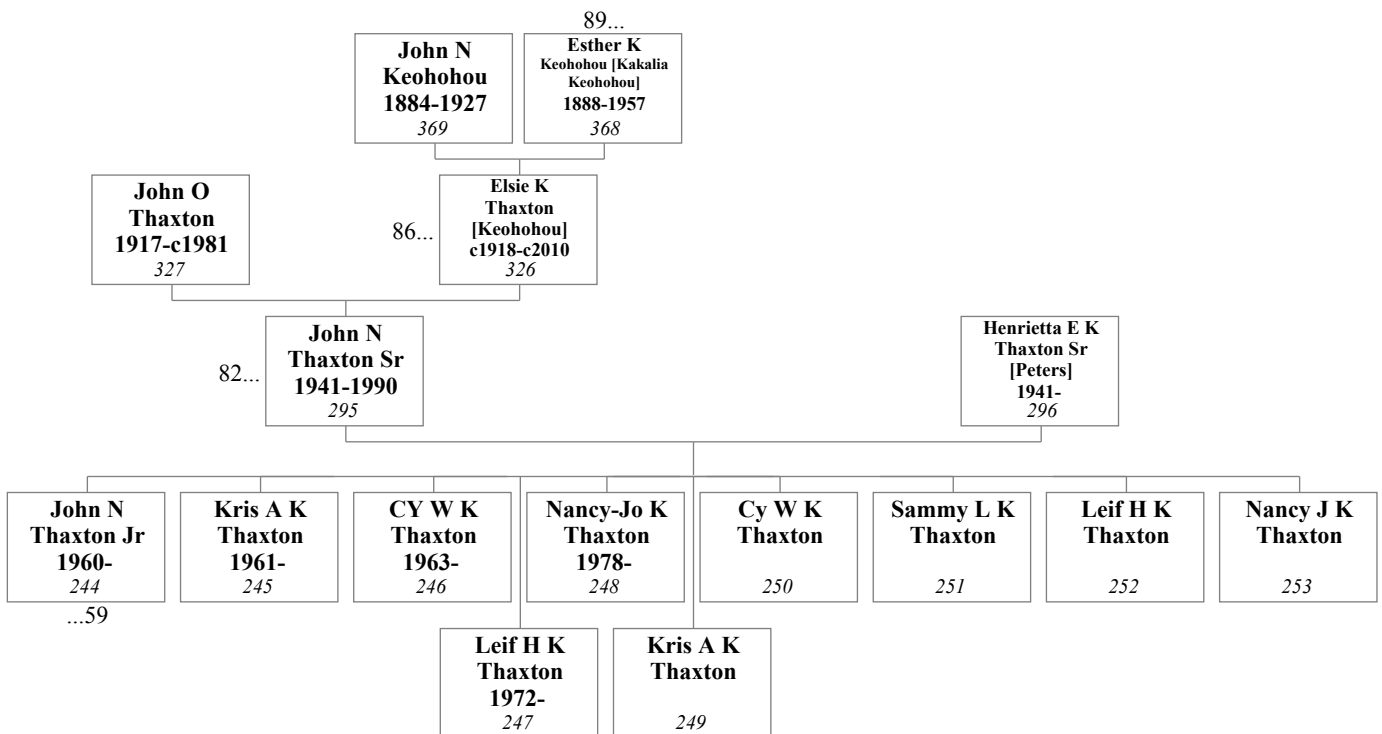 89...
John N
Keohohou
1884-1927
369
Esther K
Keohohou [Kakalia
Keohohou]
1888-1957
368
John O
Thaxton
1917-c1981
327
86...
Elsie K
Thaxton
[Keohohou]
c1918-c2010
326
82...
John N
Thaxton Sr
1941-1990
295
Henrietta E K
Thaxton Sr
[Peters]
1941-
296
John N
Thaxton Jr
1960-
244
...59
Kris A K
Thaxton
1961-
245
CY W K
Thaxton
1963-
246
Nancy-Jo K
Thaxton
1978-
248
Cy W K
Thaxton
250
Sammy L K
Thaxton
251
Leif H K
Thaxton
252
Nancy J K
Thaxton
253
Leif H K
Thaxton
1972-
247
Kris A K
Thaxton
249